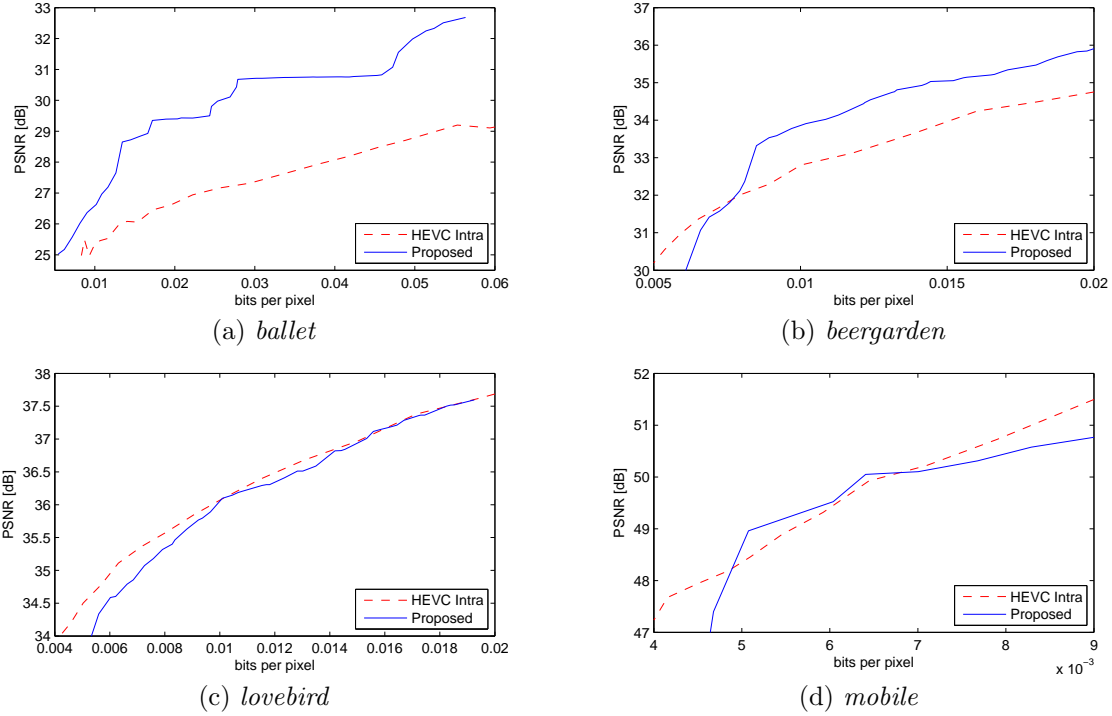 33
32
31
30
29
28
27
26
25
PSNR [dB]
0.01 0.02 0.03 0.04 0.05 0.06
bits per pixel
HEVC Intra
Proposed
(a) ballet
37
36
35
34
33
32
31
30
PSNR [dB]
0.005 0.01 0.015 0.02
bits per pixel
HEVC Intra
Proposed
(b) beergarden
38
37.5
37
36.5
36
35.5
35
34.5
34
PSNR [dB]
0.004 0.006 0.008 0.01 0.012 0.014 0.016 0.018 0.02
bits per pixel
HEVC Intra
Proposed
(c) lovebird
52
51
50
49
48
47
PSNR [dB]
4 5 6 7 8 9
x 10⁻³
bits per pixel
HEVC Intra
Proposed
(d) mobile